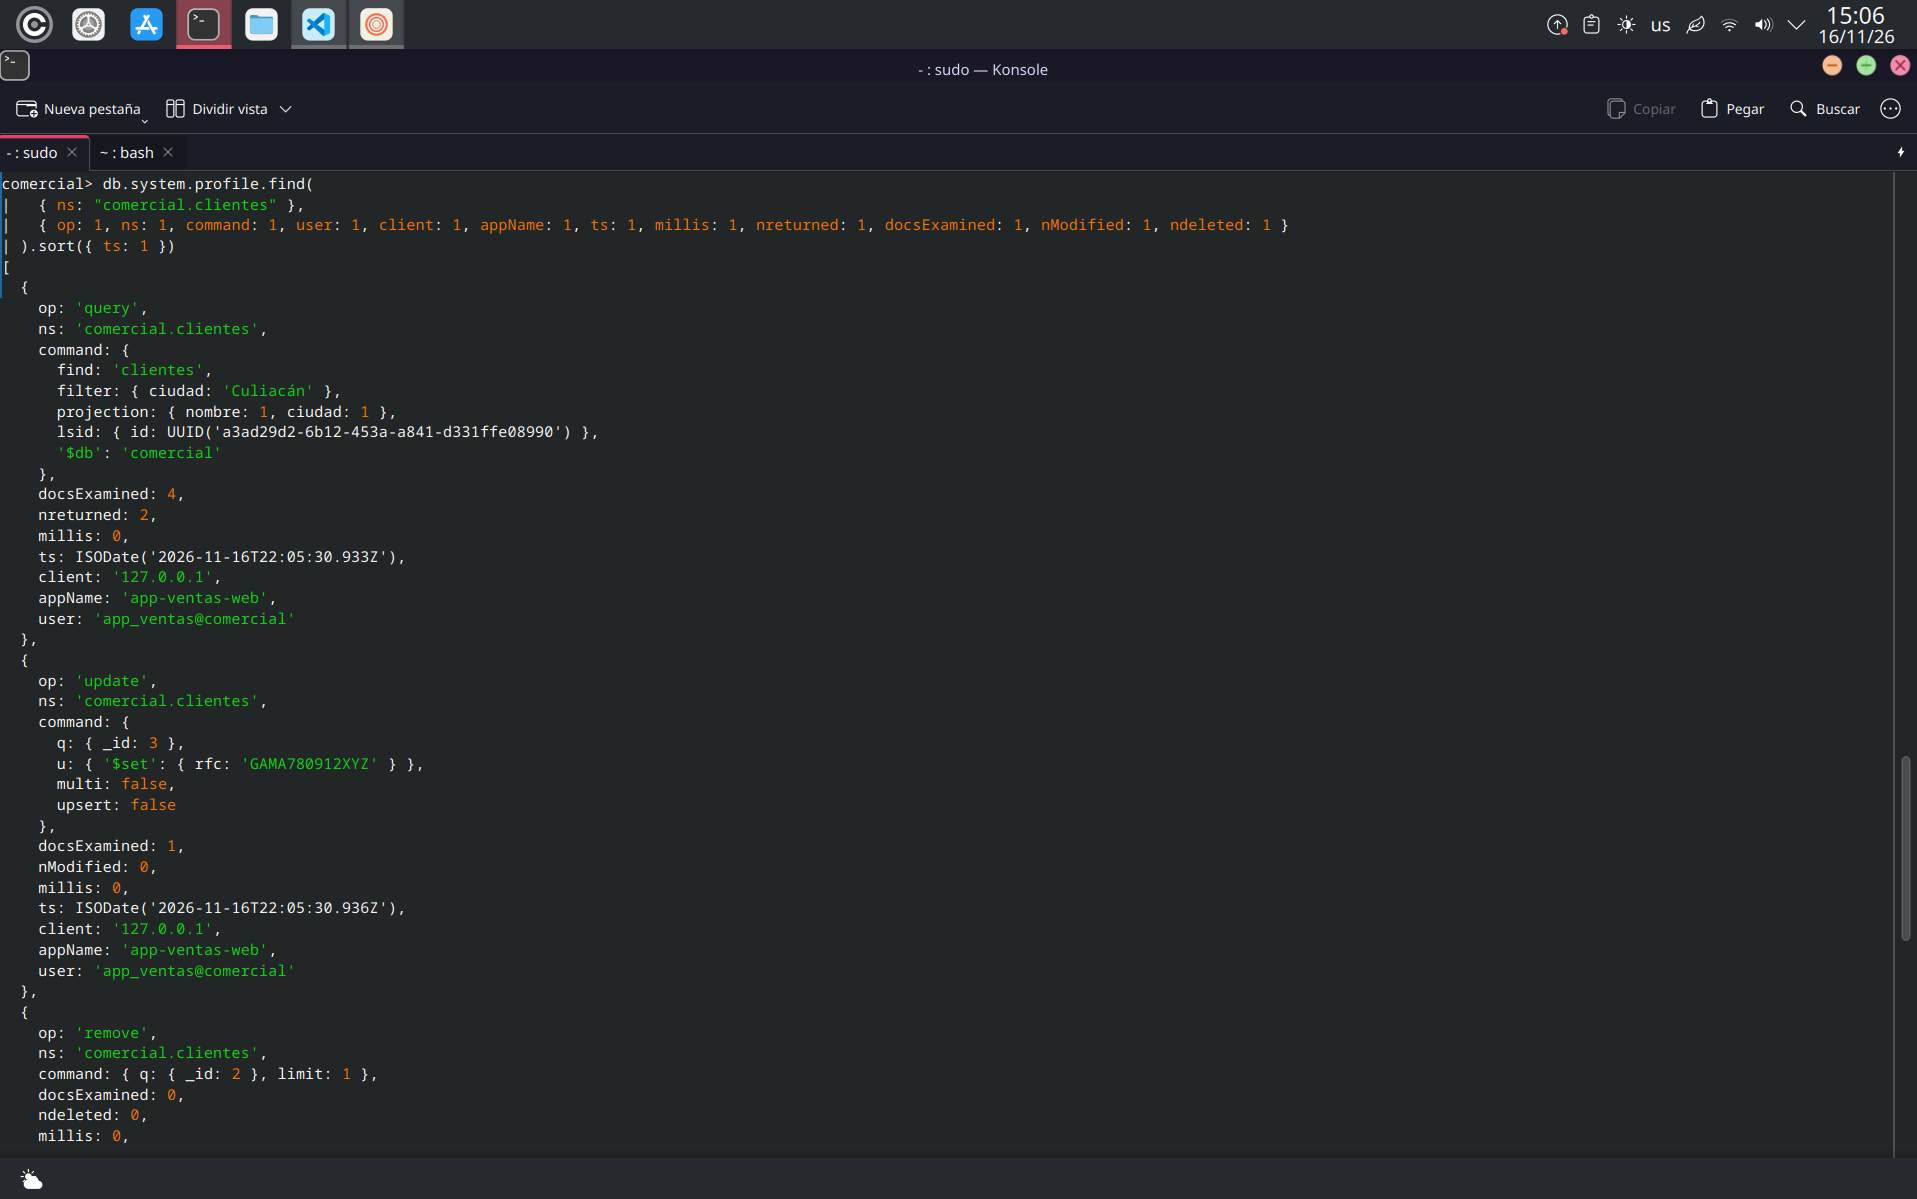 us
15:06
16/11/26
- : sudo — Konsole
Nueva pestaña
Dividir vista
Copiar
Pegar
Buscar
- : sudo
~ : bash
comercial> db.system.profile.find(
|   { ns: "comercial.clientes" },
|   { op: 1, ns: 1, command: 1, user: 1, client: 1, appName: 1, ts: 1, millis: 1, nreturned: 1, docsExamined: 1, nModified: 1, ndeleted: 1 }
| ).sort({ ts: 1 })
[
  {
    op: 'query',
    ns: 'comercial.clientes',
    command: {
      find: 'clientes',
      filter: { ciudad: 'Culiacán' },
      projection: { nombre: 1, ciudad: 1 },
      lsid: { id: UUID('a3ad29d2-6b12-453a-a841-d331ffe08990') },
      '$db': 'comercial'
    },
    docsExamined: 4,
    nreturned: 2,
    millis: 0,
    ts: ISODate('2026-11-16T22:05:30.933Z'),
    client: '127.0.0.1',
    appName: 'app-ventas-web',
    user: 'app_ventas@comercial'
  },
  {
    op: 'update',
    ns: 'comercial.clientes',
    command: {
      q: { _id: 3 },
      u: { '$set': { rfc: 'GAMA780912XYZ' } },
      multi: false,
      upsert: false
    },
    docsExamined: 1,
    nModified: 0,
    millis: 0,
    ts: ISODate('2026-11-16T22:05:30.936Z'),
    client: '127.0.0.1',
    appName: 'app-ventas-web',
    user: 'app_ventas@comercial'
  },
  {
    op: 'remove',
    ns: 'comercial.clientes',
    command: { q: { _id: 2 }, limit: 1 },
    docsExamined: 0,
    ndeleted: 0,
    millis: 0,